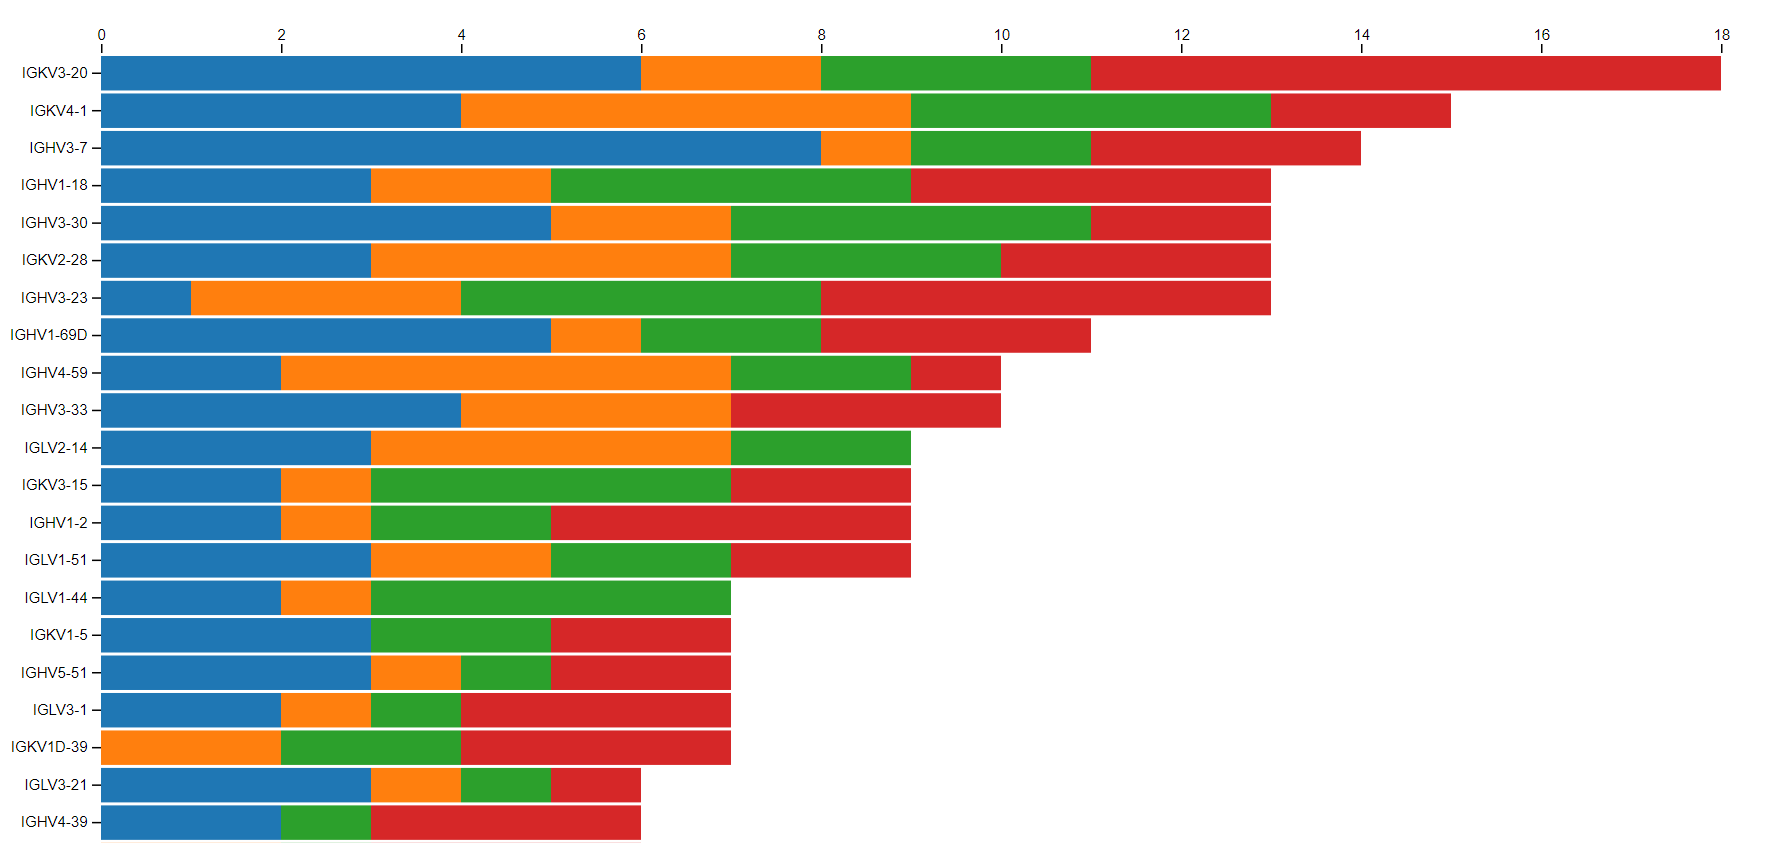 0 2 4 6 8 10 12 14 16 18
IGKV3-20
IGKV4-1
IGHV3-7
IGHV1-18
IGHV3-30
IGKV2-28
IGHV3-23
IGHV1-69D
IGHV4-59
IGHV3-33
IGLV2-14
IGKV3-15
IGHV1-2
IGLV1-51
IGLV1-44
IGKV1-5
IGHV5-51
IGLV3-1
IGKV1D-39
IGLV3-21
IGHV4-39